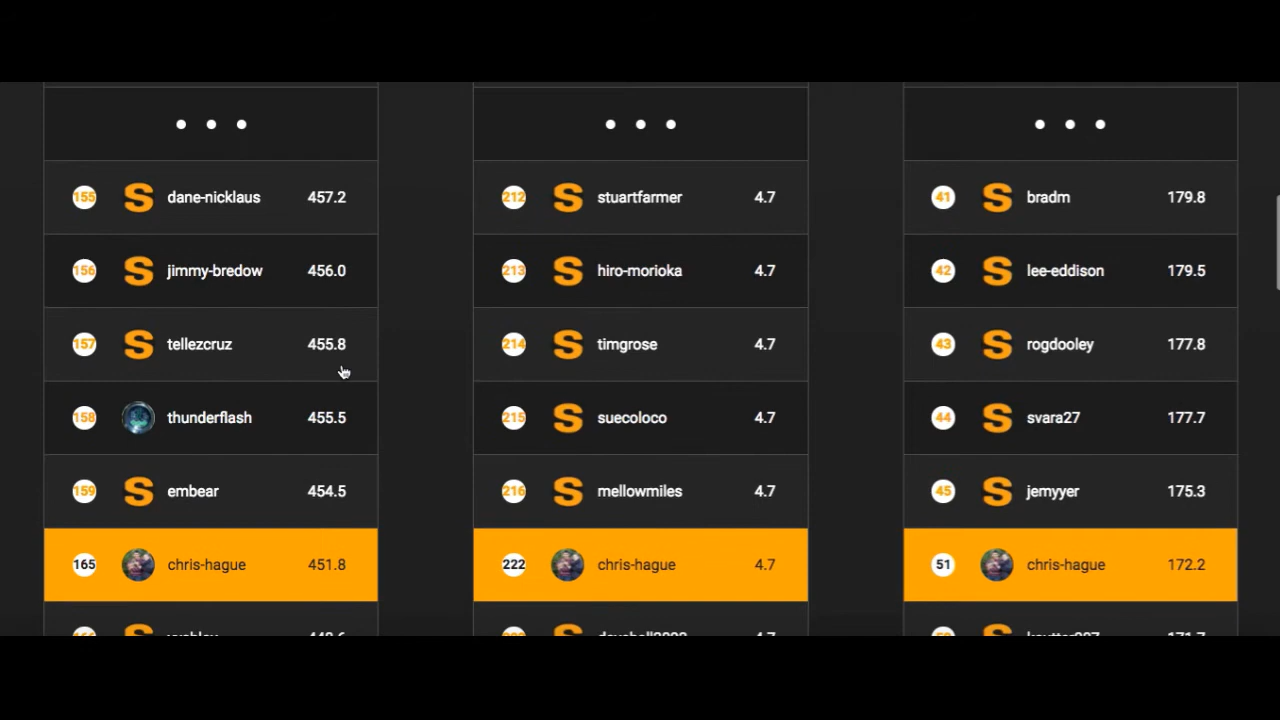 155 S dane-nicklaus 457.2
156 S jimmy-bredow 456.0
157 S tellezcruz 455.8
158 thunderflash 455.5
159 S embear 454.5
165 chris-hague 451.8
212 S stuartfarmer 4.7
213 S hiro-morioka 4.7
214 S timgrose 4.7
215 S suecoloco 4.7
216 S mellowmiles 4.7
222 chris-hague 4.7
41 S bradm 179.8
42 S lee-eddison 179.5
43 S rogdooley 177.8
44 S svara27 177.7
45 S jemyyer 175.3
51 chris-hague 172.2